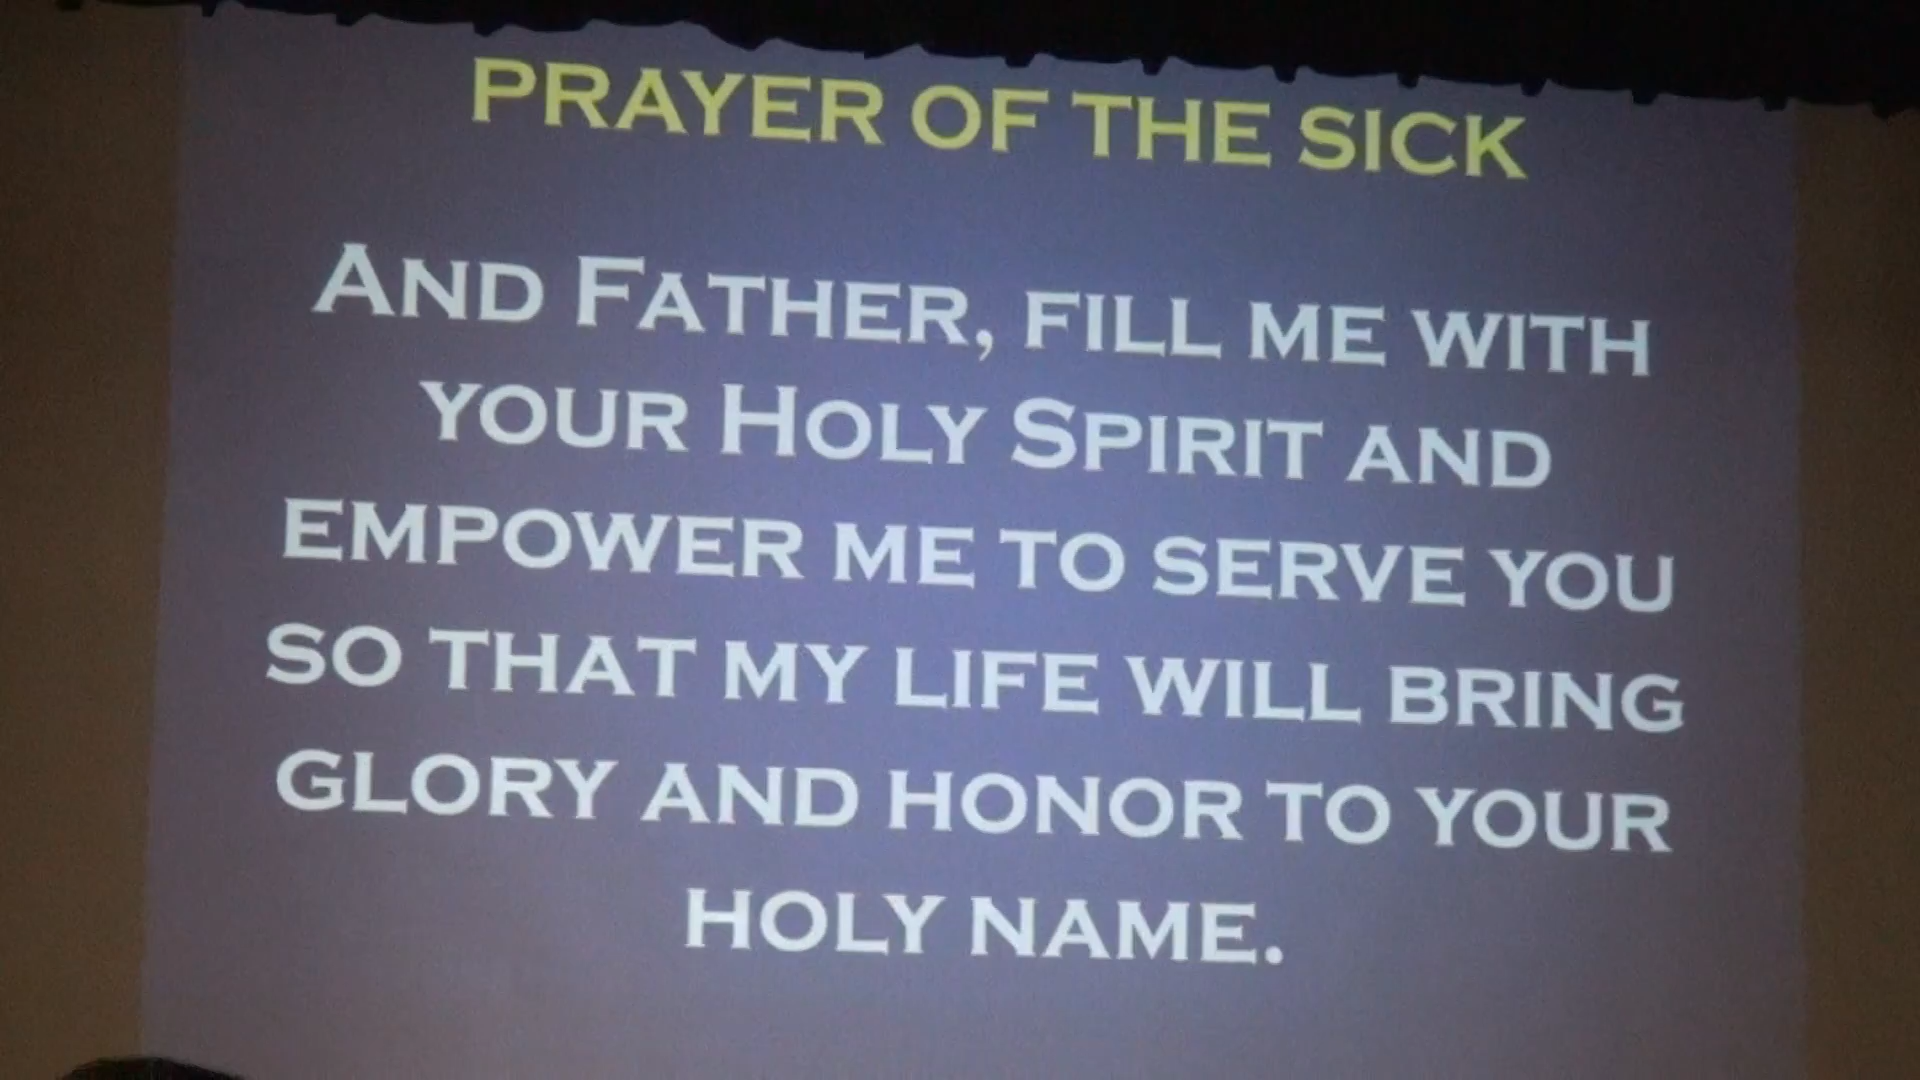 PRAYER OF THE SICK
AND FATHER, FILL ME WITH
YOUR HOLY SPIRIT AND
EMPOWER ME TO SERVE YOU
SO THAT MY LIFE WILL BRING
GLORY AND HONOR TO YOUR
HOLY NAME.